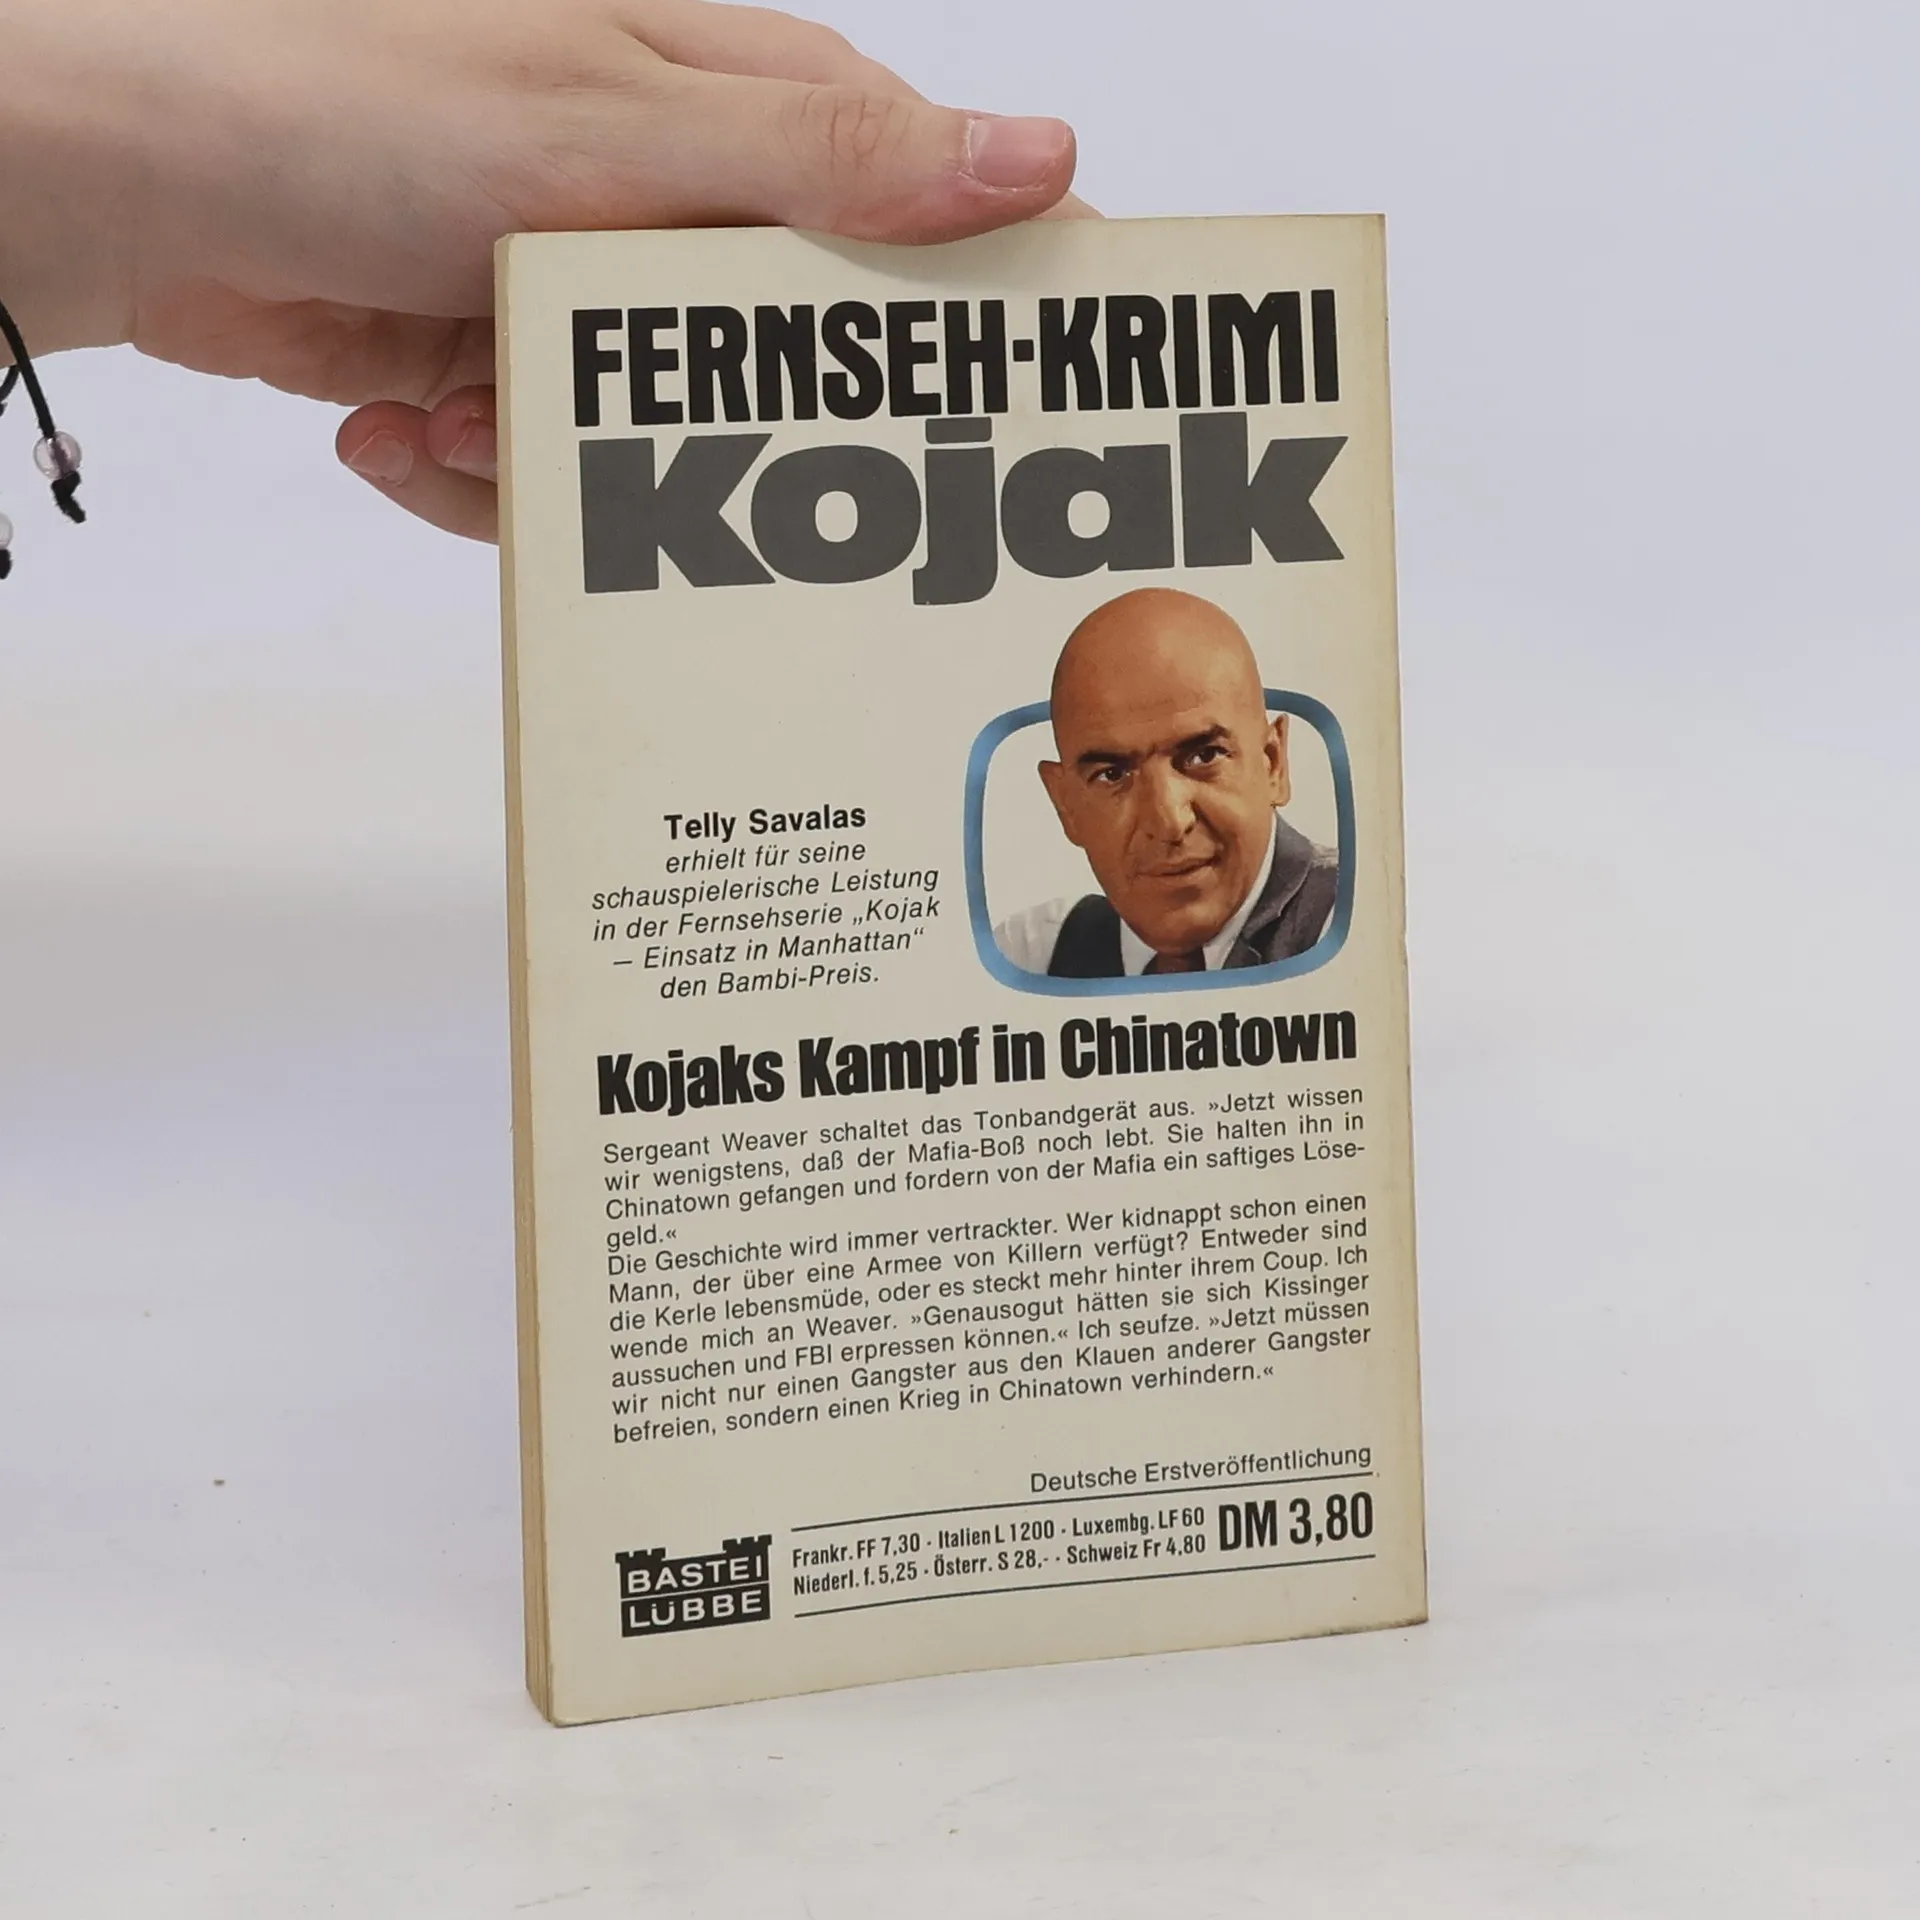 FERNSEH-KRIMI
Kojak
Telly Savalas
erhielt für seine
schauspielerische Leistung
in der Fernsehserie „Kojak
— Einsatz in Manhattan“
den Bambi-Preis.
Kojaks Kampf in Chinatown
Sergeant Weaver schaltet das Tonbandgerät aus. »Jetzt wissen
wir wenigstens, daß der Mafia-Boß noch lebt. Sie halten ihn in
Chinatown gefangen und fordern von der Mafia ein saftiges Löse-
geld.«
Die Geschichte wird immer vertrackter. Wer kidnappt schon einen
Mann, der über eine Armee von Killern verfügt? Entweder sind
die Kerle lebensmüde, oder es steckt mehr hinter ihrem Coup. Ich
wende mich an Weaver. »Genausogut hätten sie sich Kissinger
aussuchen und FBI erpressen können.« Ich seufze. »Jetzt müssen
wir nicht nur einen Gangster aus den Klauen anderer Gangster
befreien, sondern einen Krieg in Chinatown verhindern.«
Deutsche Erstveröffentlichung
BASTEI
LÜBBE
Frankr. FF 7,30 · Italien L 1200 · Luxembg. LF 60
Niederl. f. 5,25 · Österr. S 28,- · Schweiz Fr 4,80
DM 3,80